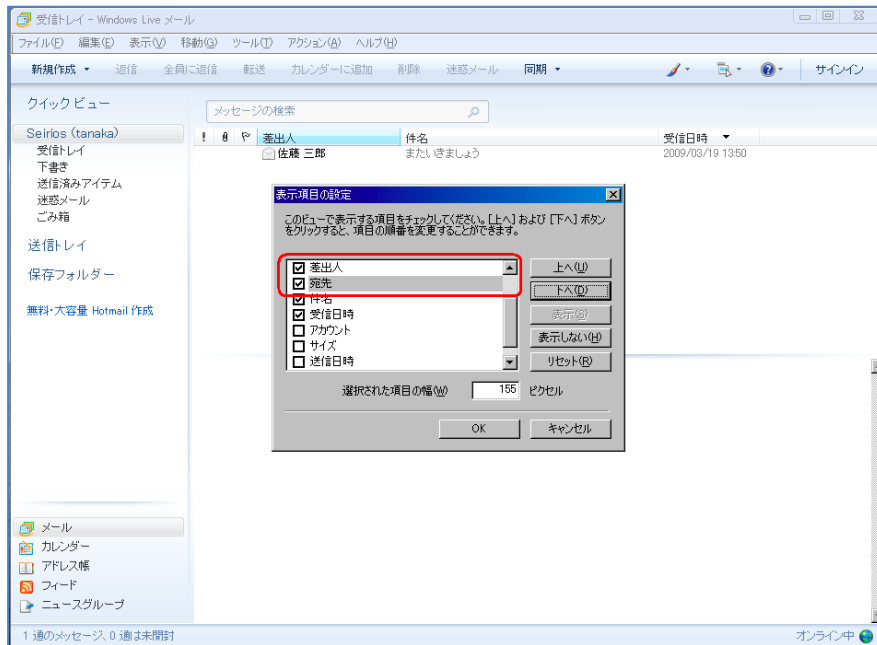 受信トレイ - Windows Live メール
ファイル(F) 編集(E) 表示(V) 移動(G) ツール(T) アクション(A) ヘルプ(H)
新規作成 返信 全員に返信 転送 カレンダーに追加 削除 迷惑メール 同期 サインイン
クイック ビュー
メッセージの検索
Seirios (tanaka)
! 差出人 件名 受信日時
受信トレイ
佐藤 三郎 またいきましょう 2009/03/19 13:50
下書き
送信済みアイテム
迷惑メール
ごみ箱
送信トレイ
保存フォルダー
無料・大容量 Hotmail 作成
表示項目の設定
このビューで表示する項目をチェックしてください。[上へ] および [下へ] ボタン
をクリックすると、項目の順番を変更することができます。
差出人
宛先
件名
受信日時
アカウント
サイズ
送信日時
上へ(U)
下へ(D)
表示(S)
表示しない(H)
リセット(R)
選択された項目の幅(W) 155 ピクセル
OK キャンセル
メール
カレンダー
アドレス帳
フィード
ニュースグループ
1 通のメッセージ、0 通は未開封 オンライン中